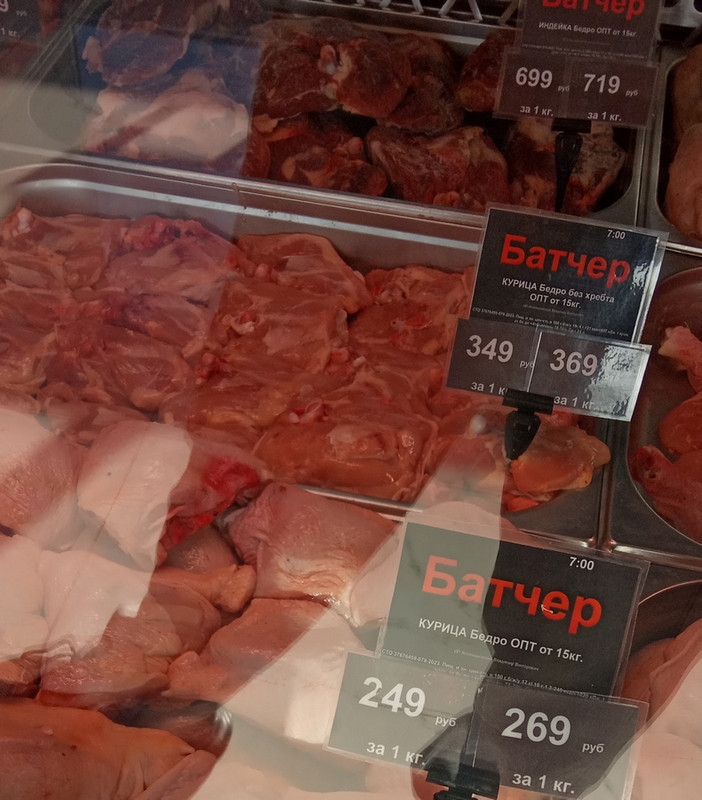 9
Батчер
ИНДЕЙКА Бедро ОПТ от 15кг.
699 руб 719 руб
за 1 кг. за 1 кг.
7:00
Батчер
КУРИЦА Бедро без хребта
ОПТ от 15кг.
349 руб 369
за 1 кг. за 1 кг.
7:00
Батчер
КУРИЦА Бедро ОПТ от 15кг.
249 руб 269 руб
за 1 кг. за 1 кг.